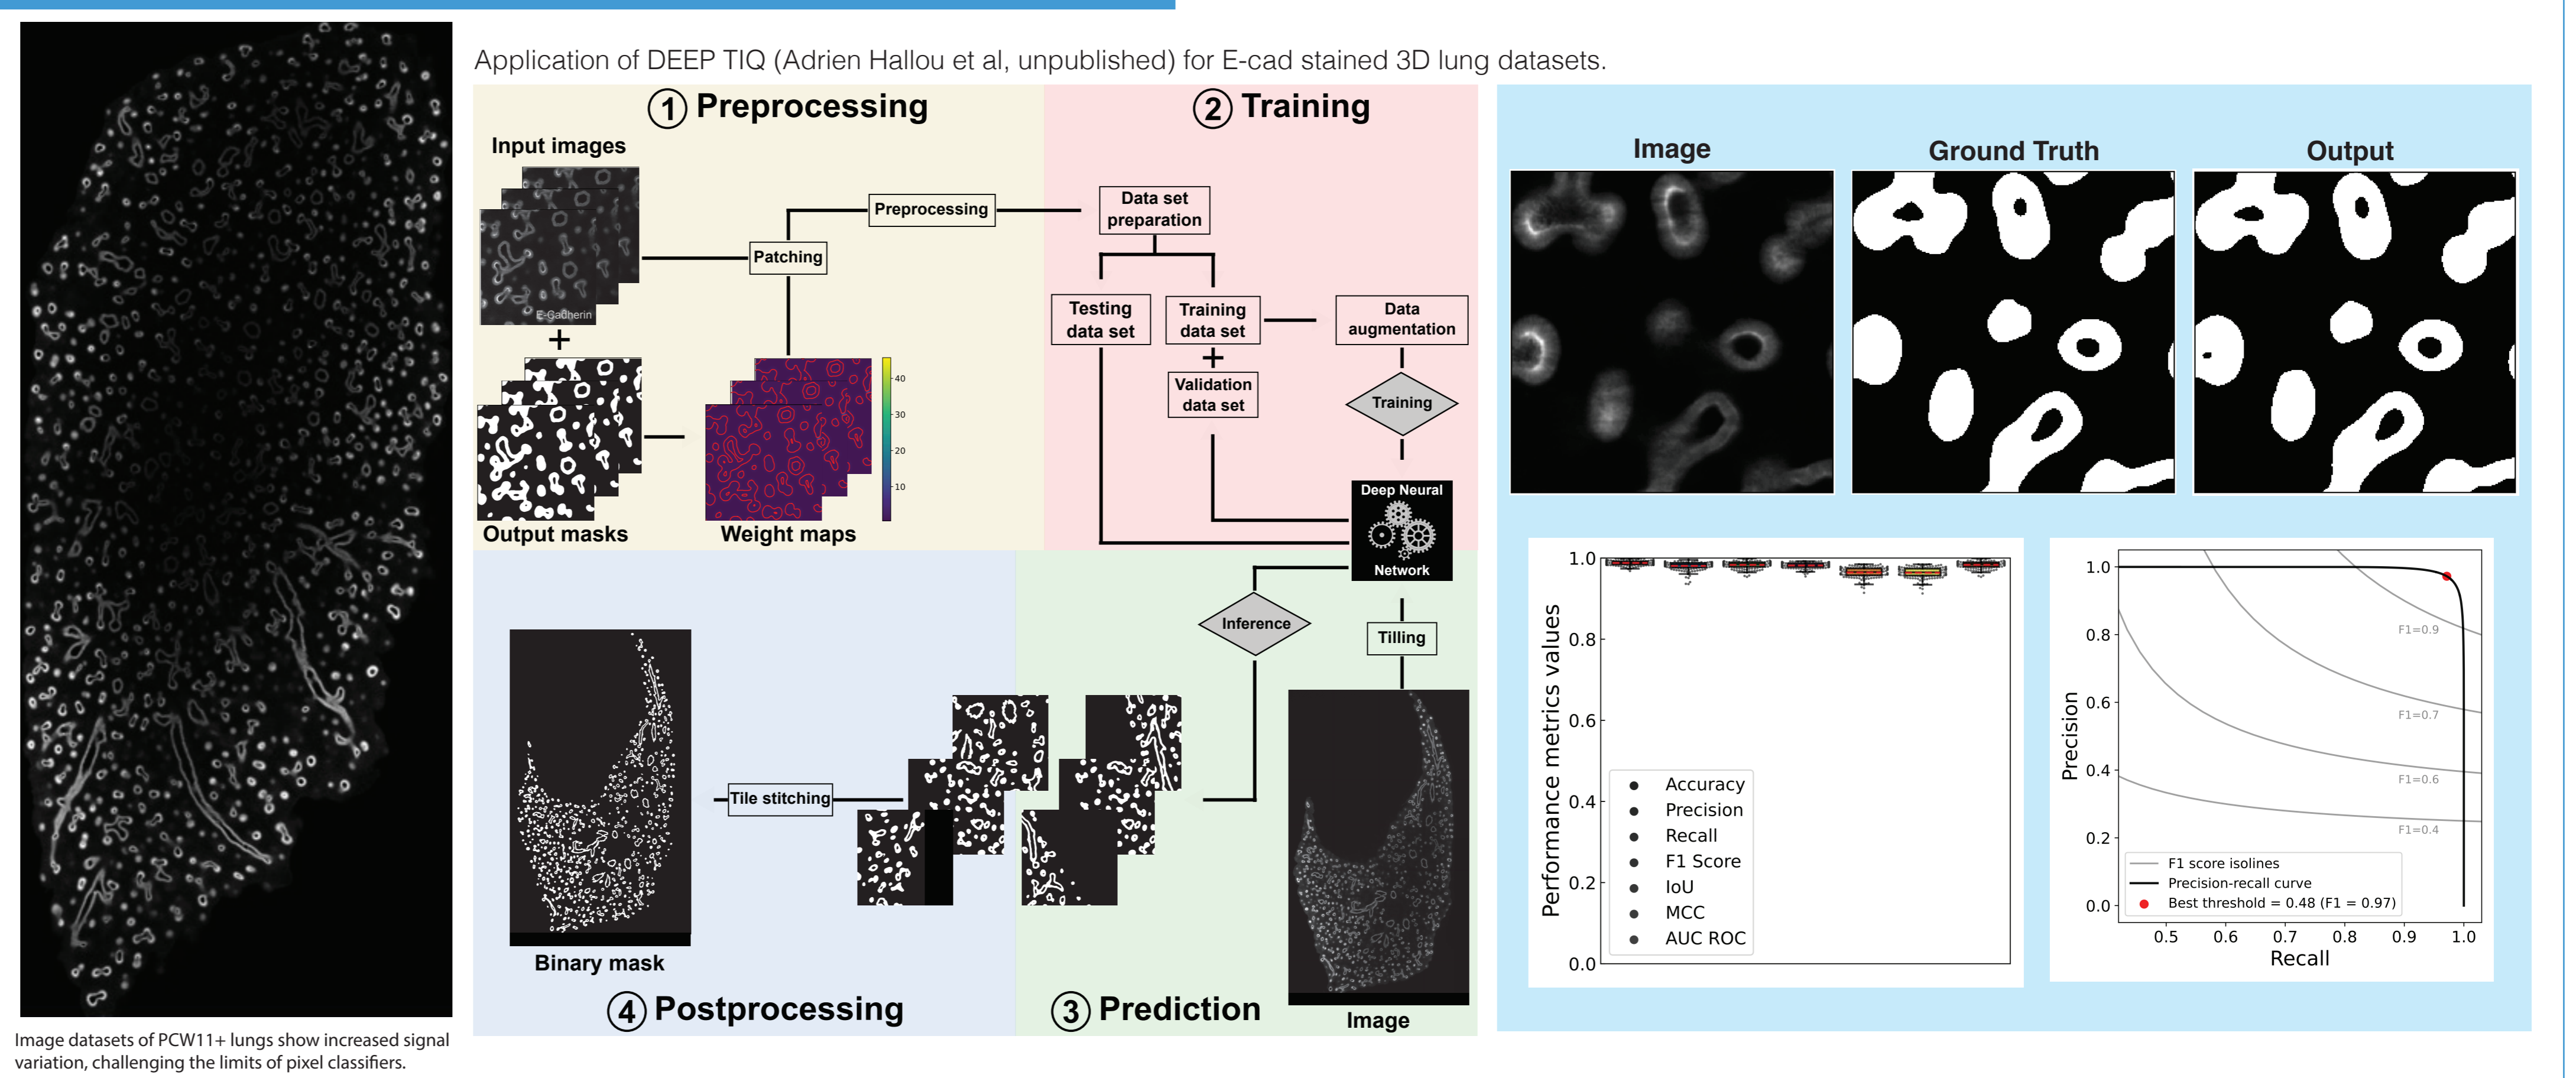 Application of DEEP TIQ (Adrien Hallou et al, unpublished) for E-cad stained 3D lung datasets.
Image datasets of PCW11+ lungs show increased signal
variation, challenging the limits of pixel classifiers.
1 Preprocessing
Input images
E-Cadherin
+
Output masks
Weight maps
40
30
20
10
Patching
Preprocessing
2 Training
Data set
preparation
Testing
data set
Training
data set
+
Validation
data set
Data
augmentation
Training
Deep Neural
Network
Inference
Tilling
Image
3 Prediction
Tile stitching
Binary mask
4 Postprocessing
Image
Ground Truth
Output
Performance metrics values
1.0
0.8
0.6
0.4
0.2
0.0
Accuracy
Precision
Recall
F1 Score
IoU
MCC
AUC ROC
Precision
1.0
0.8
0.6
0.4
0.2
0.0
F1=0.9
F1=0.7
F1=0.6
F1=0.4
F1 score isolines
Precision-recall curve
Best threshold = 0.48 (F1 = 0.97)
0.5 0.6 0.7 0.8 0.9 1.0
Recall